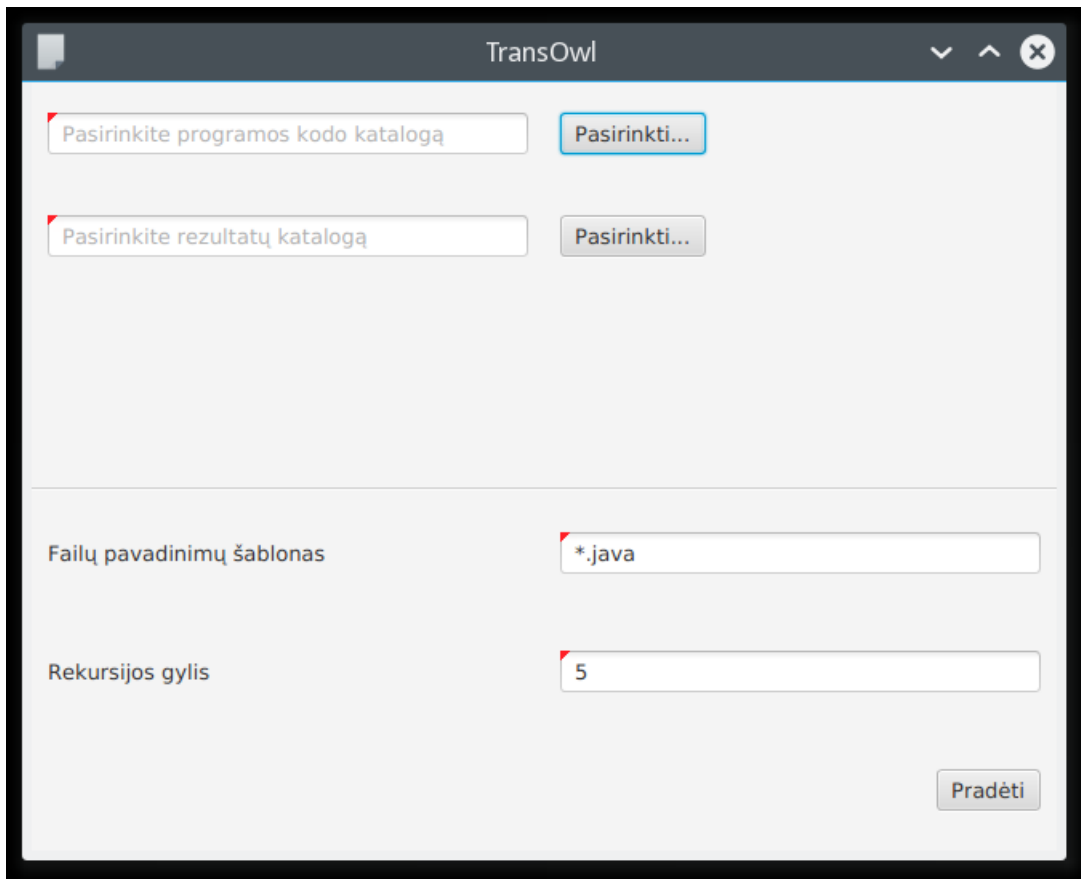 TransOwl
Pasirinkite programos kodo katalogą
Pasirinkti...
Pasirinkite rezultatų katalogą
Pasirinkti...
Failų pavadinimų šablonas
*.java
Rekursijos gylis
5
Pradėti